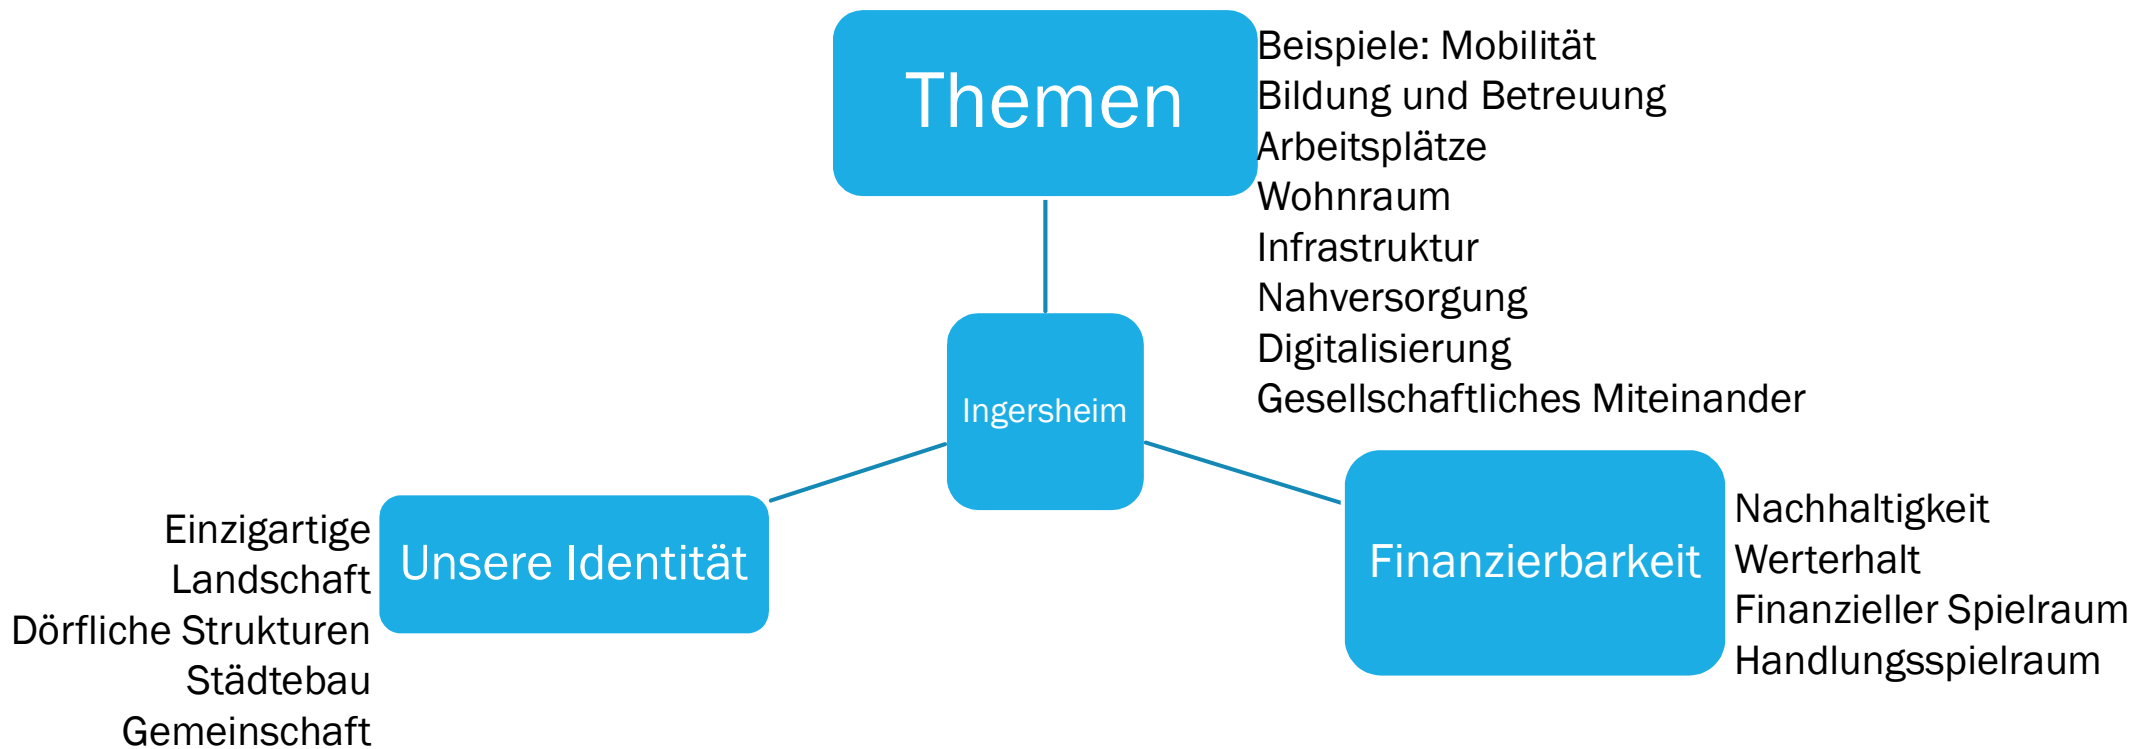 Themen
Beispiele: Mobilität
Bildung und Betreuung
Arbeitsplätze
Wohnraum
Infrastruktur
Nahversorgung
Digitalisierung
Gesellschaftliches Miteinander
Ingersheim
Einzigartige
Landschaft
Dörfliche Strukturen
Städtebau
Gemeinschaft
Unsere Identität
Finanzierbarkeit
Nachhaltigkeit
Werterhalt
Finanzieller Spielraum
Handlungsspielraum